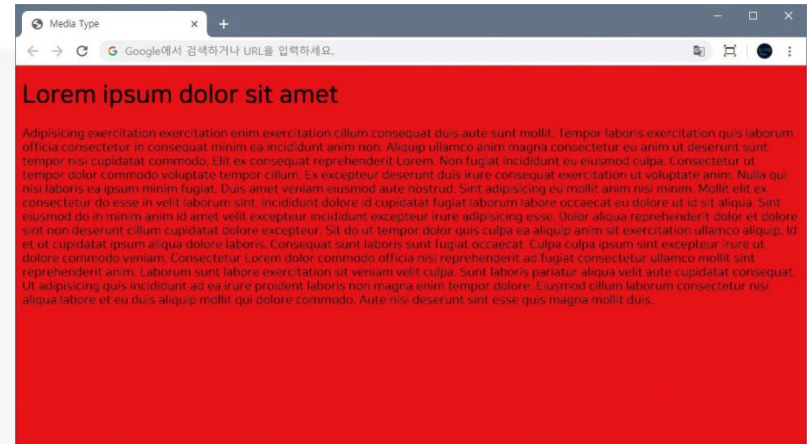 Media Type
Google에서 검색하거나 URL을 입력하세요.
Lorem ipsum dolor sit amet
Adipisicing exercitation exercitation enim exercitation cillum consequat duis aute sunt mollit. Tempor laboris exercitation quis laborum
officia consectetur in consequat minim ea incididunt anim non. Aliquip ullamco anim magna consectetur eu anim ut deserunt sunt
tempor nisi cupidatat commodo. Elit ex consequat reprehenderit Lorem. Non fugiat incididunt eu eiusmod culpa. Consectetur ut
tempor dolor commodo voluptate tempor cillum. Ex excepteur deserunt duis irure consequat exercitation ut voluptate anim. Nulla qui
nisi laboris ea ipsum minim fugiat. Duis amet veniam eiusmod aute nostrud. Sint adipisicing eu mollit anim nisi minim. Mollit elit ex
consectetur do esse in velit laborum sint. Incididunt dolore id cupidatat fugiat laborum labore occaecat eu dolore ut id sit aliqua. Sint
eiusmod do in minim anim id amet velit excepteur incididunt excepteur irure adipisicing esse. Dolor aliqua reprehenderit dolor et dolore
sint non deserunt cillum cupidatat dolore excepteur. Sit do ut tempor dolor quis culpa ea aliquip anim sit exercitation ullamco aliquip. Id
et ut cupidatat ipsum aliqua dolore laboris. Consequat sunt laboris sunt fugiat occaecat. Culpa culpa ipsum sint excepteur irure ut
dolore commodo veniam. Consectetur Lorem dolor commodo officia nisi reprehenderit ad fugiat consectetur ullamco mollit sint
reprehenderit anim. Laborum sunt labore exercitation sit veniam velit culpa. Sunt laboris pariatur aliqua velit aute cupidatat consequat.
Ut adipisicing quis incididunt ad ea irure proident laboris non magna enim tempor dolore. Eiusmod cillum laborum consectetur nisi
aliqua labore et eu duis aliquip mollit qui dolore commodo. Aute nisi deserunt sint esse quis magna mollit duis.